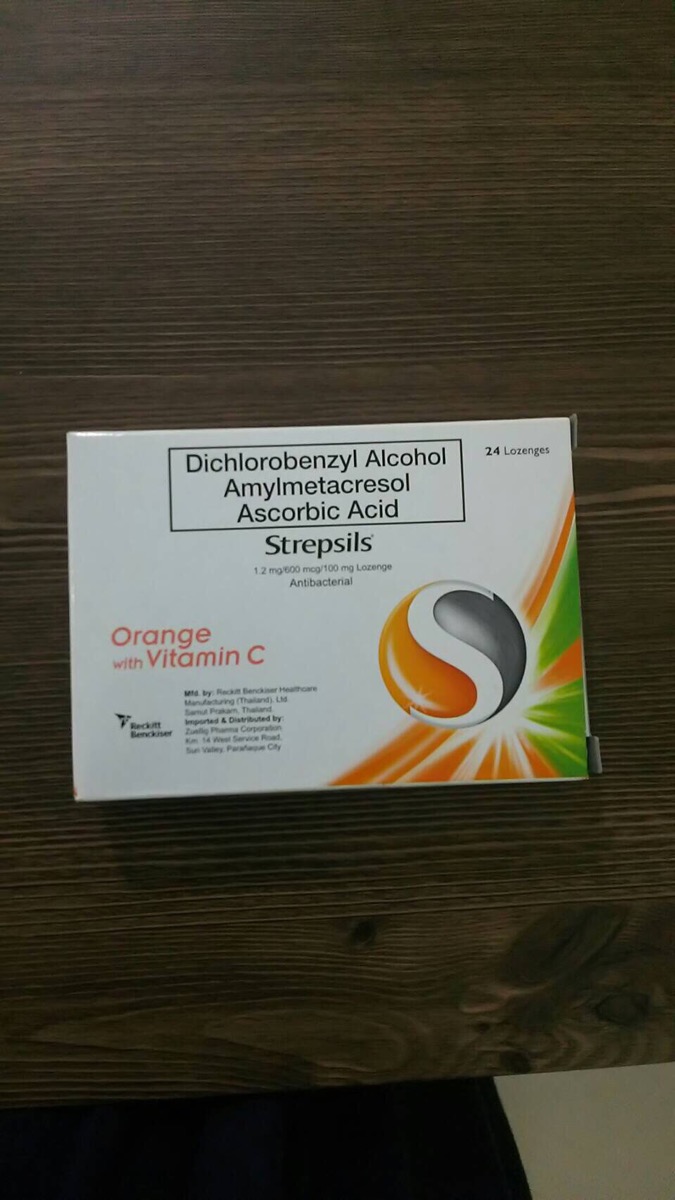 Dichlorobenzyl Alcohol
Amylmetacresol
Ascorbic Acid
24 Lozenges
Strepsils
1.2 mg/600 mcg/100 mg Lozenge
Antibacterial
Orange
with Vitamin C
Reckitt
Benckiser
Mfd. by: Reckitt Benckiser Healthcare
Manufacturing (Thailand), Ltd.
Samut Prakarn, Thailand.
Imported & Distributed by:
Zuellig Pharma Corporation,
Km. 14 West Service Road,
Sun Valley, Parañaque City